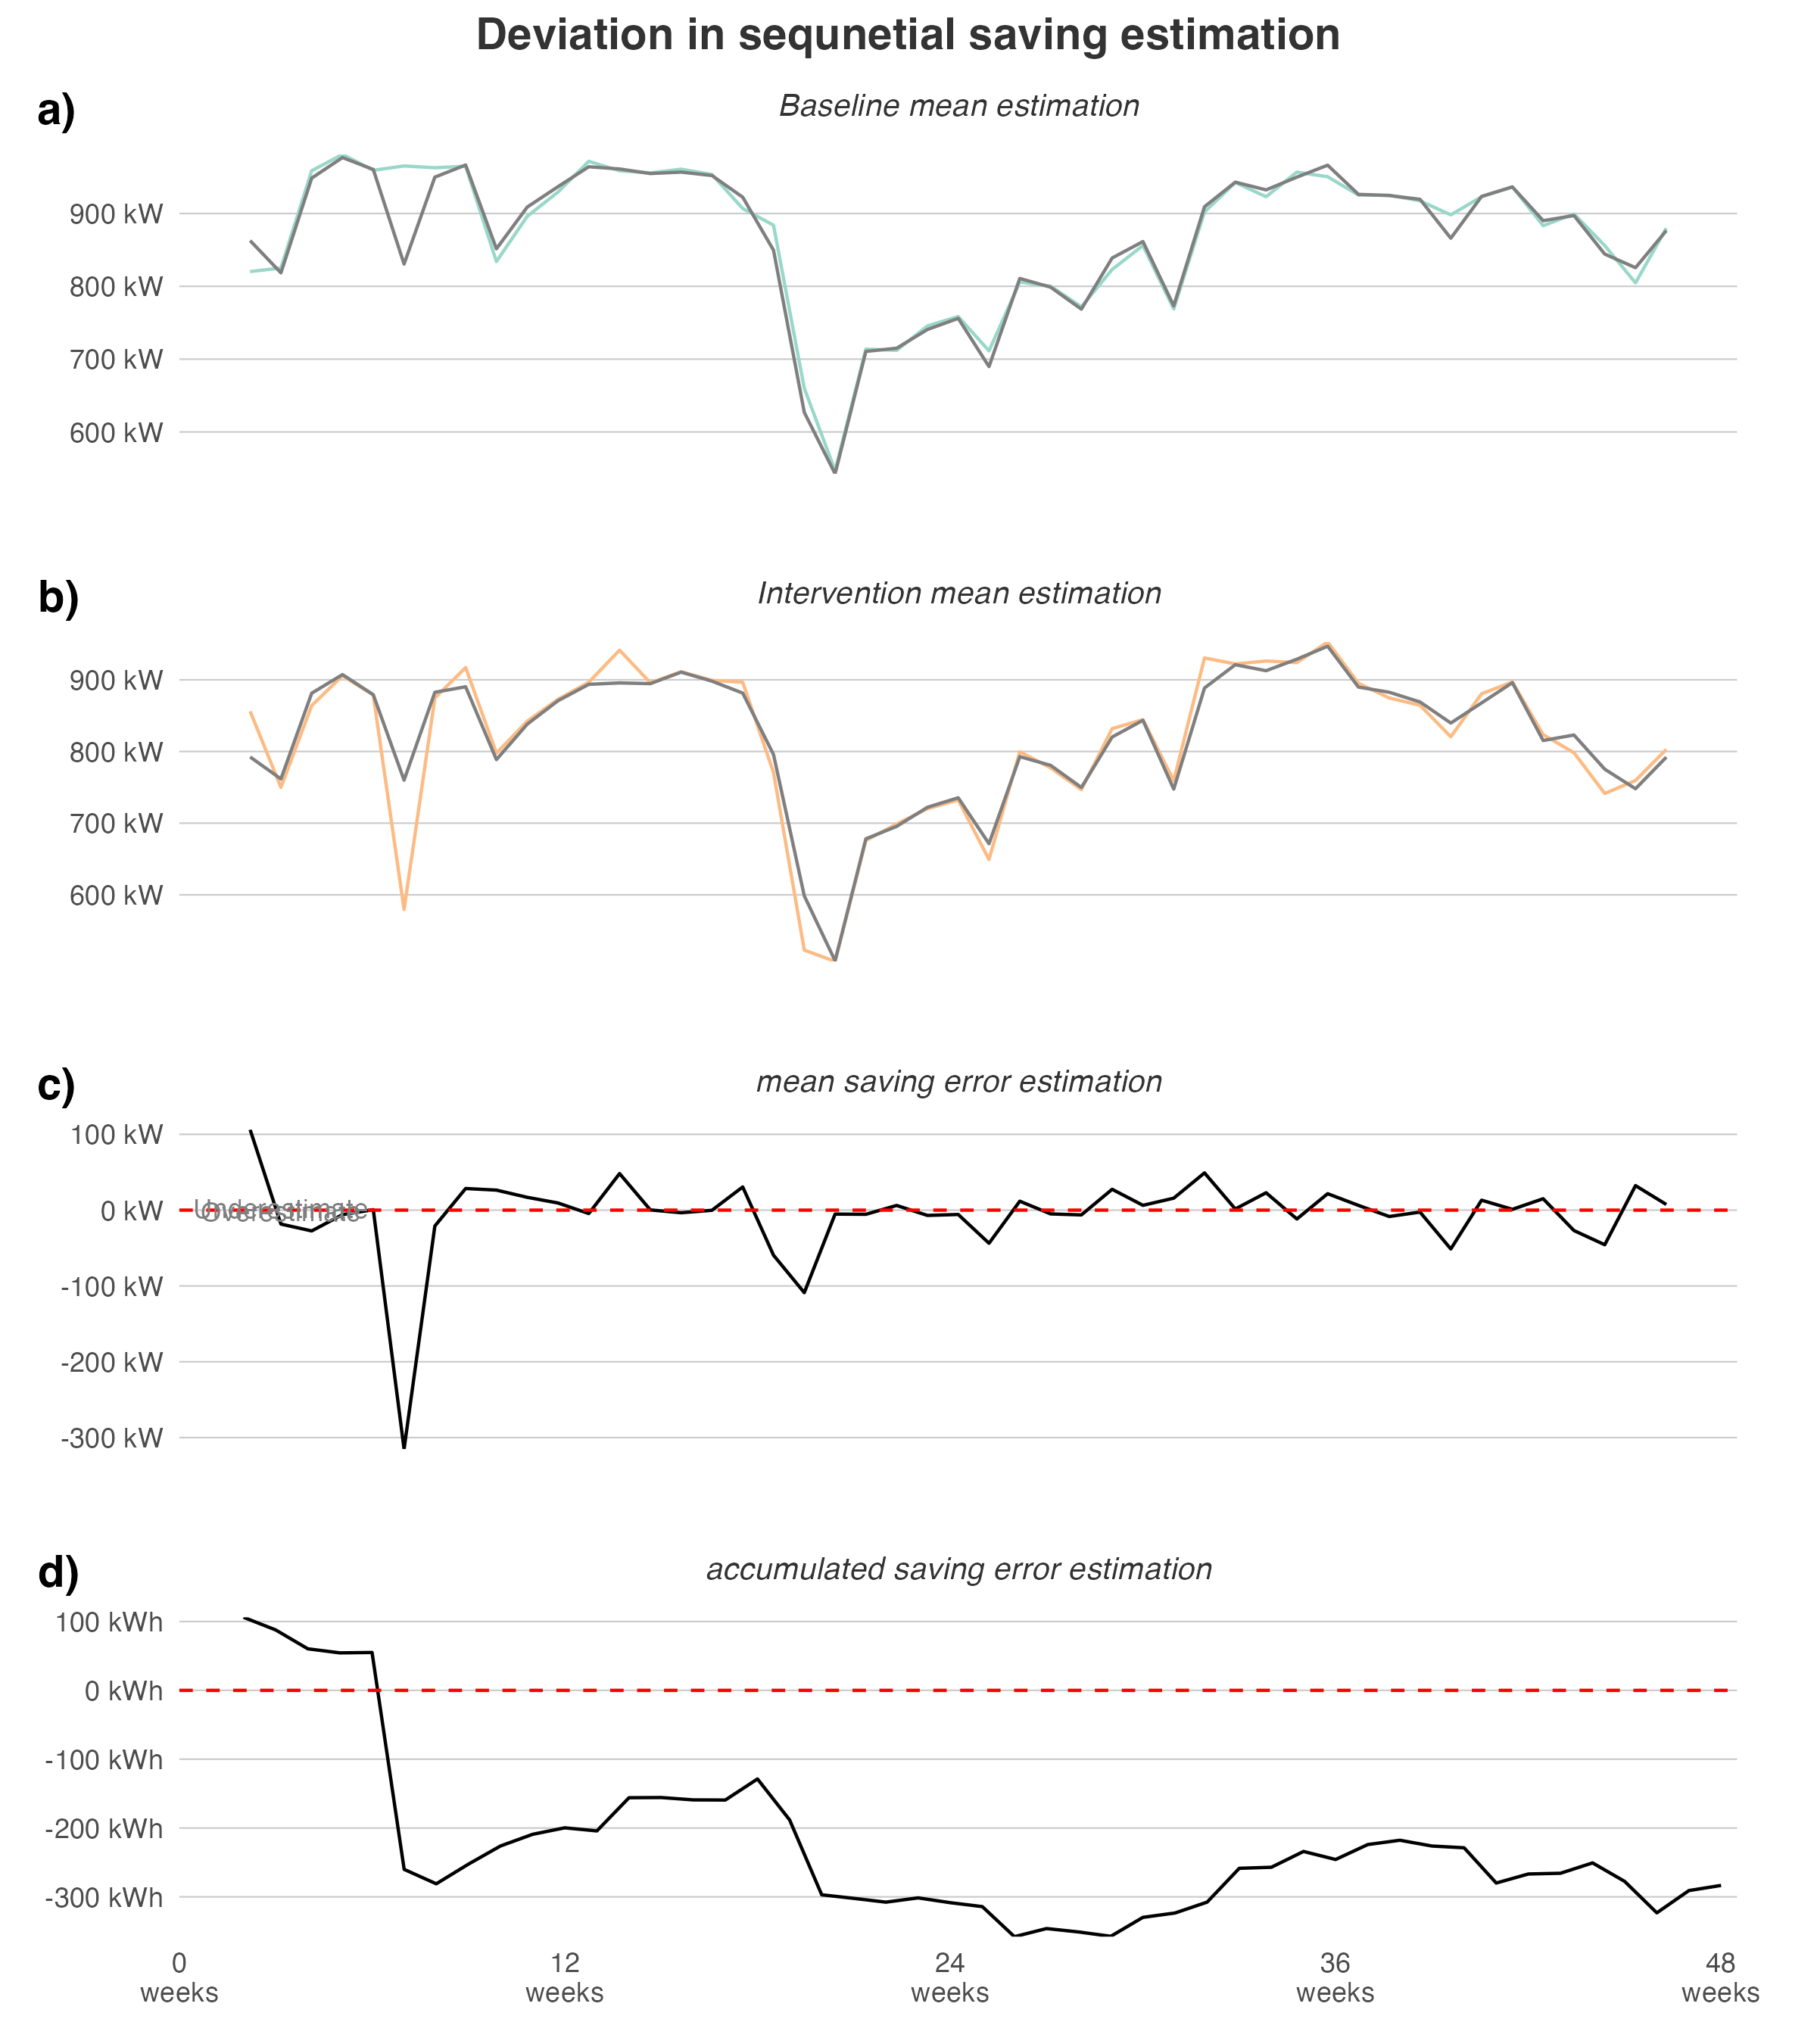 Deviation in sequnetial saving estimation
a)
Baseline mean estimation
900 kW
800 kW
700 kW
600 kW
b)
Intervention mean estimation
900 kW
800 kW
700 kW
600 kW
c)
mean saving error estimation
100 kW
0 kW
Underestimate
Overestimate
-100 kW
-200 kW
-300 kW
d)
accumulated saving error estimation
100 kWh
0 kWh
-100 kWh
-200 kWh
-300 kWh
0
weeks
12
weeks
24
weeks
36
weeks
48
weeks